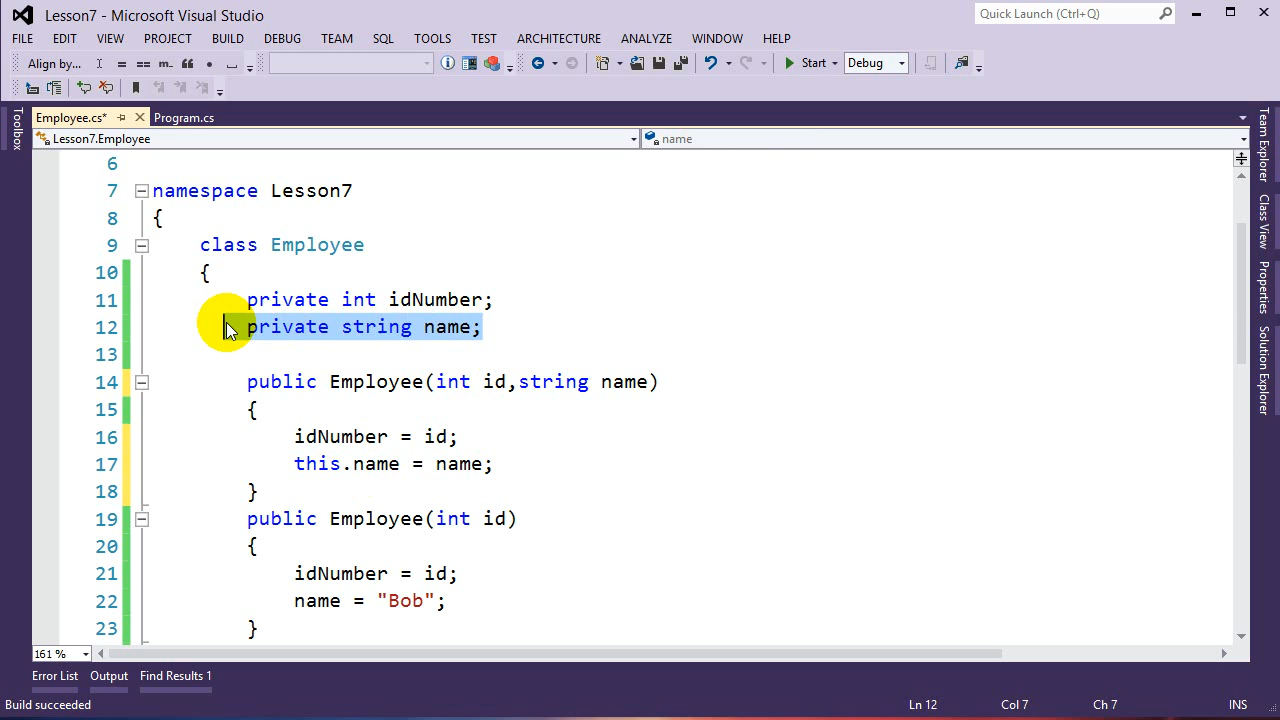 Lesson7 - Microsoft Visual Studio
Quick Launch (Ctrl+Q)
FILE EDIT VIEW PROJECT BUILD DEBUG TEAM SQL TOOLS TEST ARCHITECTURE ANALYZE WINDOW HELP
Align by... Start Debug
Employee.cs* Program.cs
Lesson7.Employee name
6
7 namespace Lesson7
8 {
9 class Employee
10 {
11 private int idNumber;
12 private string name;
13
14 public Employee(int id,string name)
15 {
16 idNumber = id;
17 this.name = name;
18 }
19 public Employee(int id)
20 {
21 idNumber = id;
22 name = "Bob";
23 }
161 %
Toolbox
Team Explorer
Class View
Properties
Solution Explorer
Error List Output Find Results 1
Build succeeded Ln 12 Col 7 Ch 7 INS